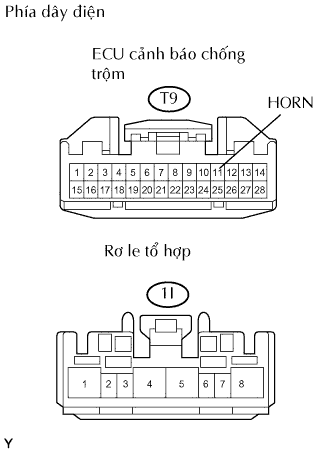 Phía dây điện
ECU cảnh báo chống
trộm
T9
HORN
1 2 3 4 5 6 7 8 9 10 11 12 13 14
15 16 17 18 19 20 21 22 23 24 25 26 27 28
Rơ le tổ hợp
1I
1 2 3 4 5 6 7 8
Y